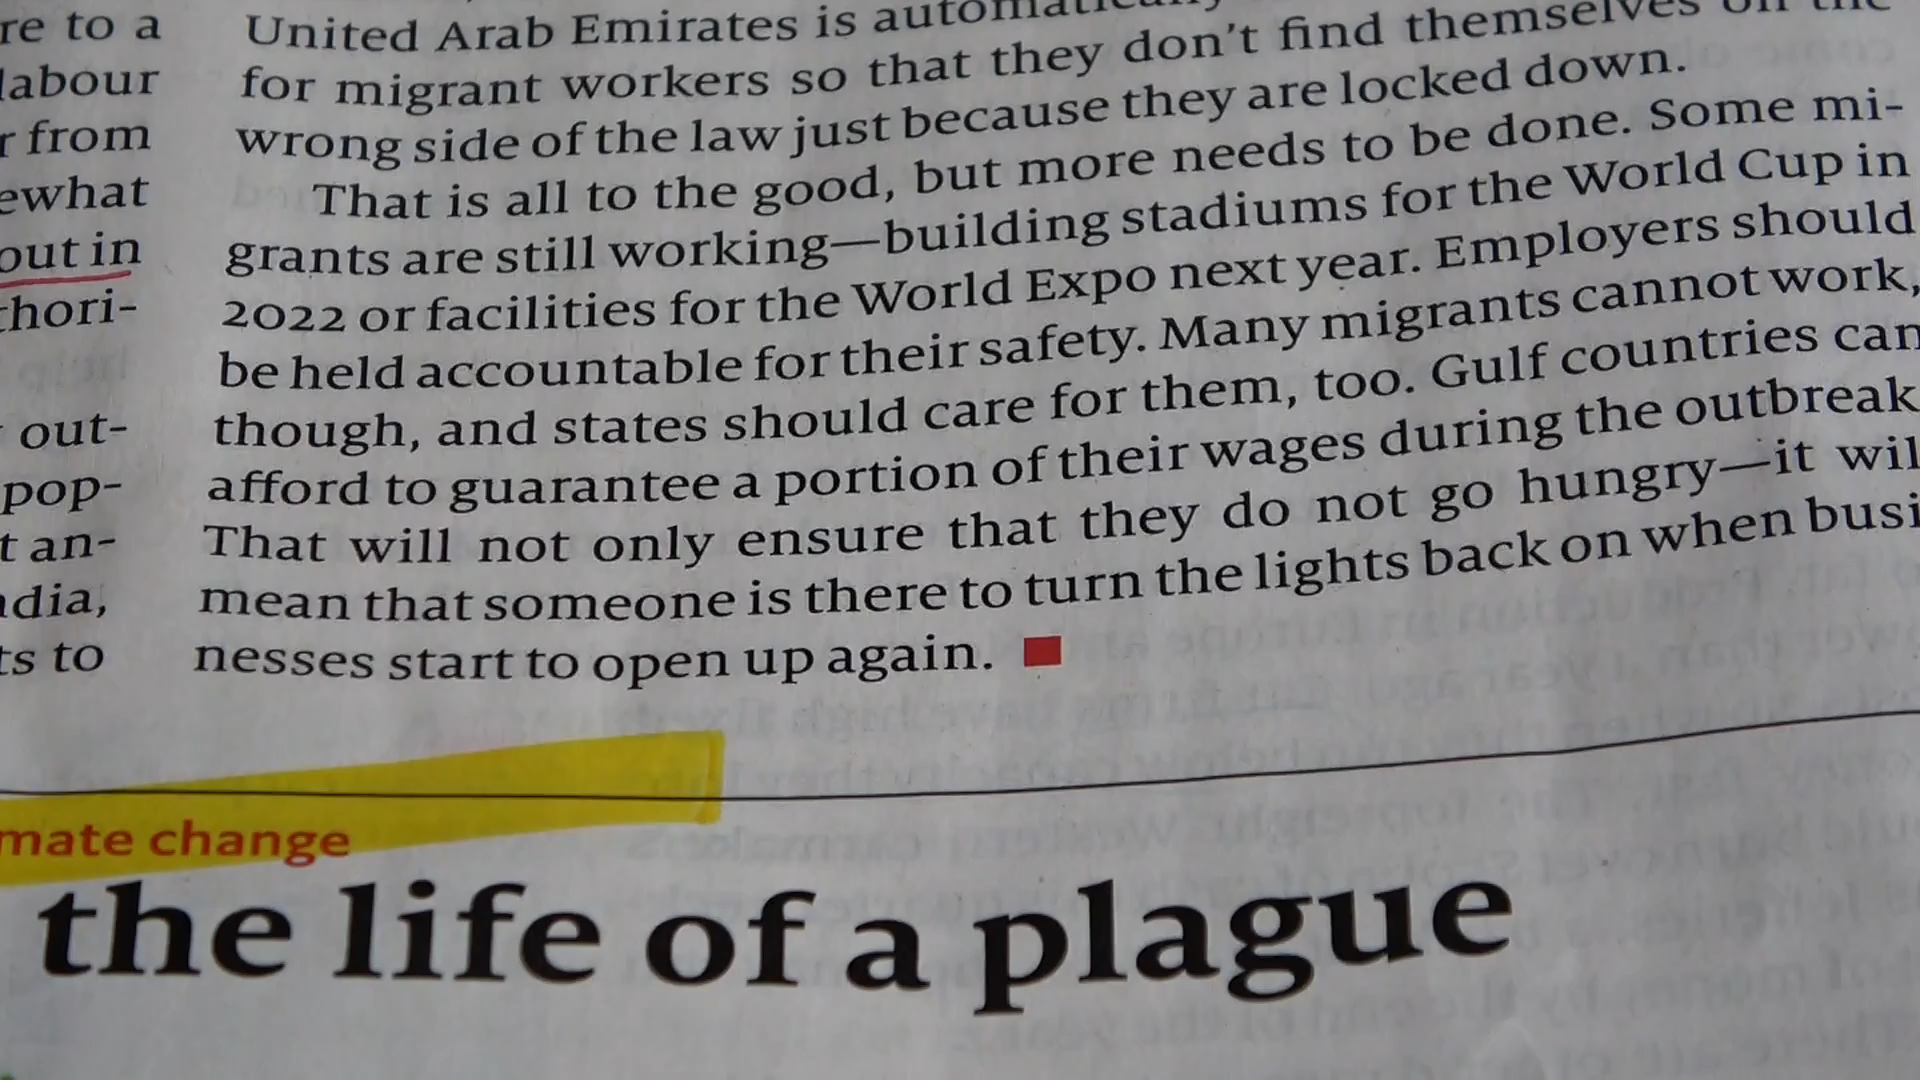 re to a
labour
r from
ewhat
out in
thori-
out-
pop-
t an-
dia,
ts to
United Arab Emirates is automatically
for migrant workers so that they don't find themselves on the
wrong side of the law just because they are locked down.
That is all to the good, but more needs to be done. Some mi-
grants are still working—building stadiums for the World Cup in
2022 or facilities for the World Expo next year. Employers should
be held accountable for their safety. Many migrants cannot work,
though, and states should care for them, too. Gulf countries can
afford to guarantee a portion of their wages during the outbreak
That will not only ensure that they do not go hungry—it wil
mean that someone is there to turn the lights back on when busi
nesses start to open up again.
mate change
the life of a plague